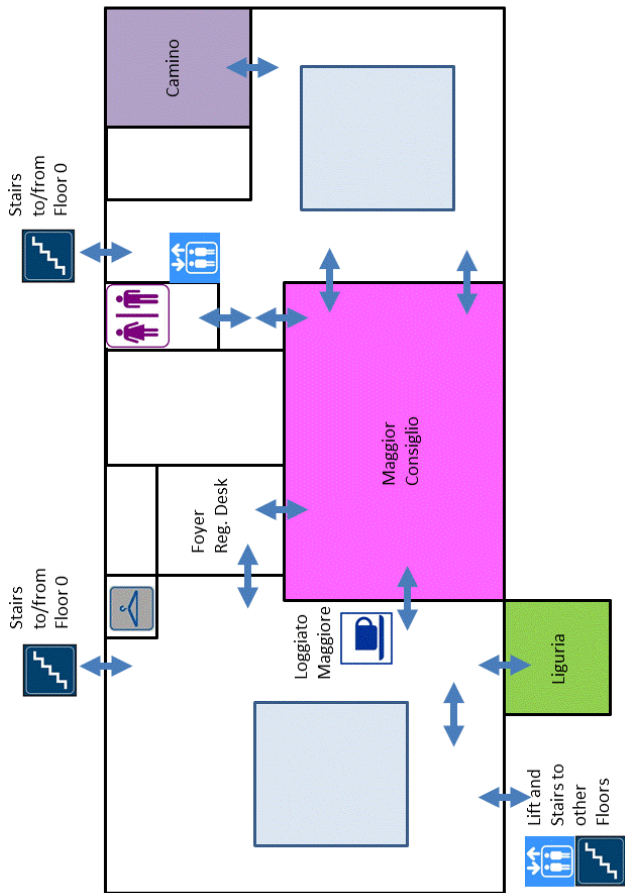 Stairs
to/from
Floor 0
Stairs
to/from
Floor 0
Camino
Foyer
Reg. Desk
Maggior
Consiglio
Loggiato
Maggiore
Liguria
Lift and
Stairs to
other
Floors